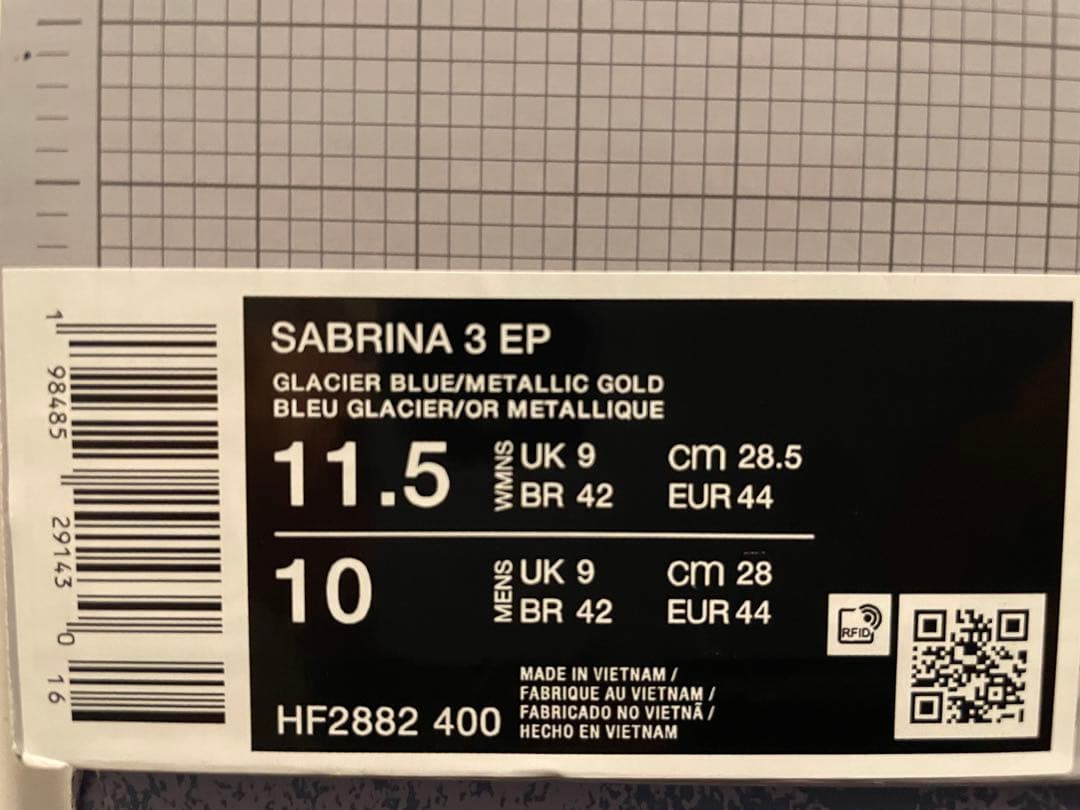 SABRINA 3 EP
GLACIER BLUE/METALLIC GOLD
BLEU GLACIER/OR METALLIQUE
11.5 WMNS UK 9 cm 28.5
BR 42 EUR 44
10 MENS UK 9 cm 28
BR 42 EUR 44
RFID
HF2882 400
MADE IN VIETNAM /
FABRIQUE AU VIETNAM /
FABRICADO NO VIETNÃ /
HECHO EN VIETNAM
1 98485 29143 0 16